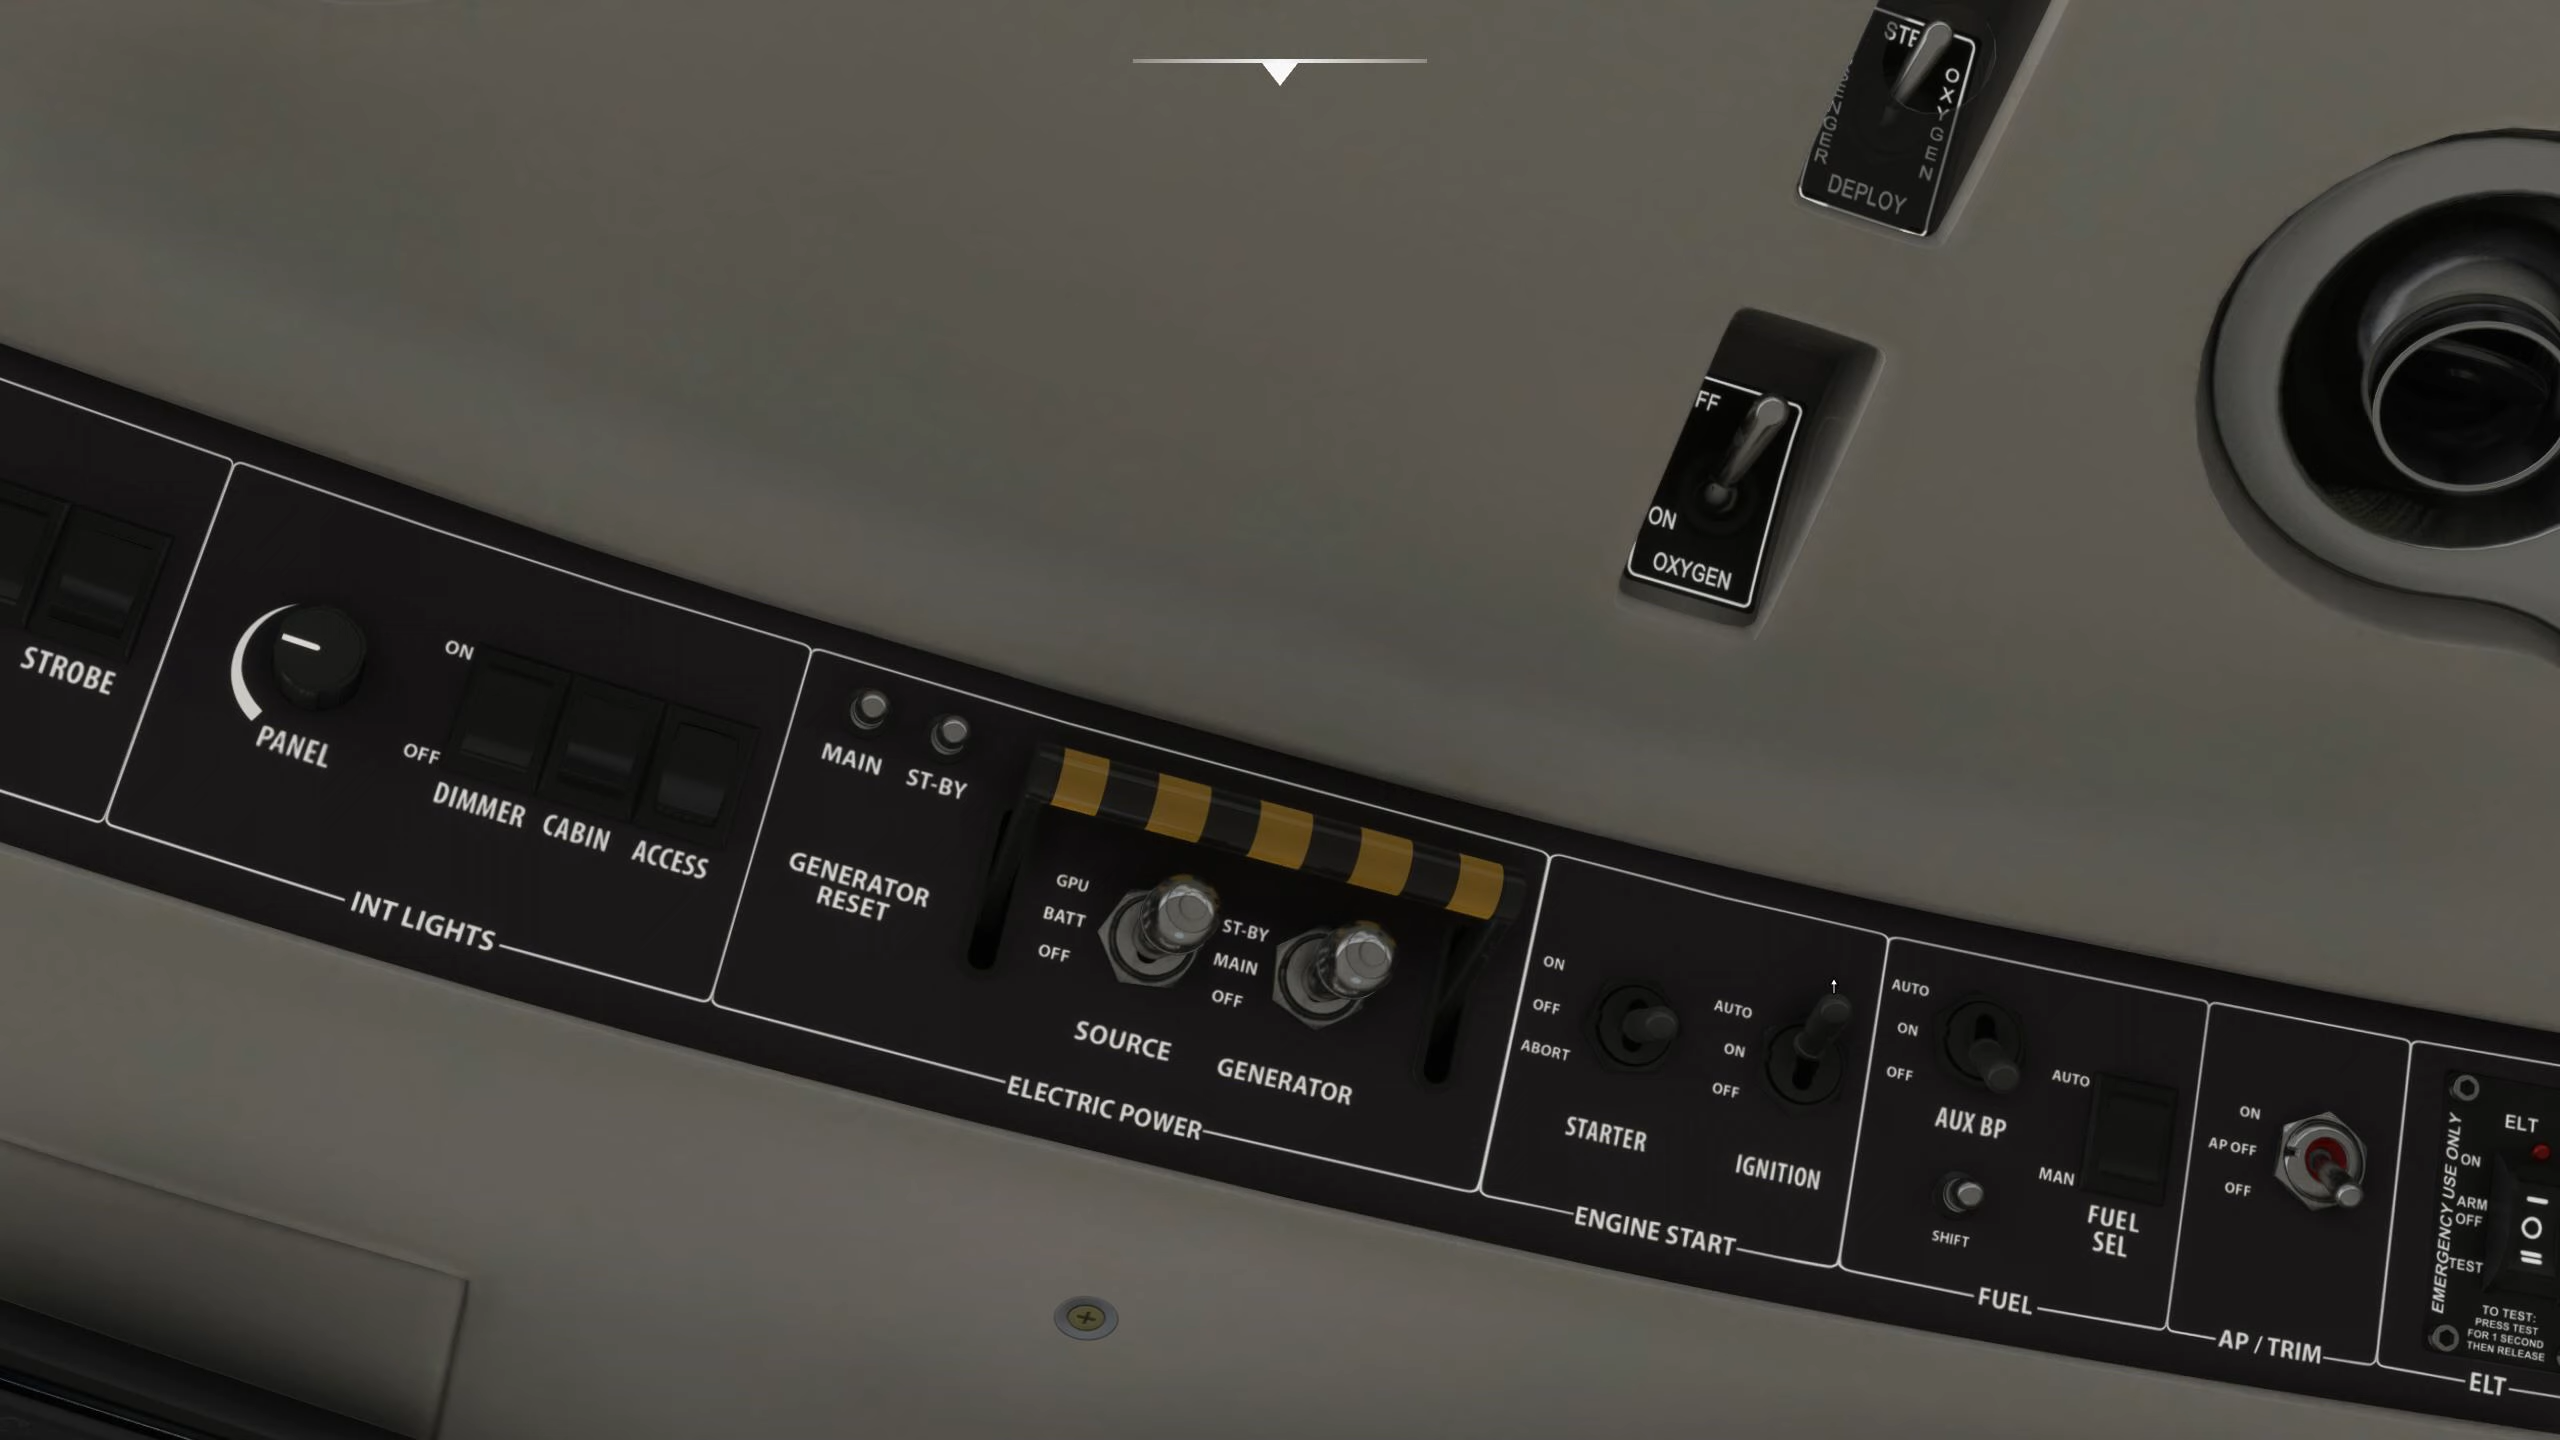 OXYGEN
DEPLOY
ON
OXYGEN
STROBE
PANEL
ON
OFF
DIMMER
CABIN
ACCESS
INT LIGHTS
MAIN
ST-BY
GENERATOR
RESET
GPU
BATT
OFF
SOURCE
ST-BY
MAIN
OFF
GENERATOR
ELECTRIC POWER
ON
OFF
ABORT
STARTER
AUTO
ON
OFF
IGNITION
ENGINE START
AUTO
ON
OFF
AUX BP
SHIFT
AUTO
MAN
FUEL
SEL
FUEL
ON
AP OFF
OFF
AP / TRIM
EMERGENCY USE ONLY
ELT
ON
ARM
OFF
TEST
TO TEST:
PRESS TEST
FOR 1 SECOND
THEN RELEASE
ELT